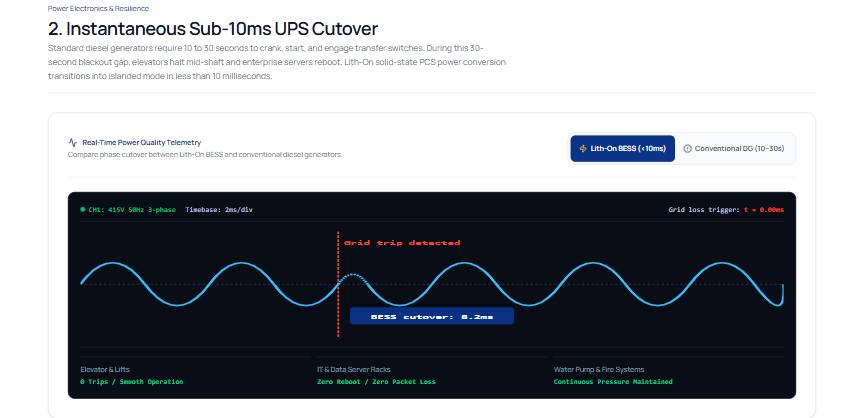 Power Electronics & Resilience
2. Instantaneous Sub-10ms UPS Cutover
Standard diesel generators require 10 to 30 seconds to crank, start, and engage transfer switches. During this 30-
second blackout gap, elevators halt mid-shaft and enterprise servers reboot. Lith-On solid-state PCS power conversion
transitions into islanded mode in less than 10 milliseconds.
Real-Time Power Quality Telemetry
Compare phase cutover between Lith-On BESS and conventional diesel generators.
Lith-On BESS (<10ms)
Conventional DG (10-30s)
CH1: 415V 50Hz 3-phase Timebase: 2ms/div
Grid loss trigger: t = 0.00ms
Grid trip detected
BESS cutover: 8.2ms
Elevator & Lifts
0 Trips / Smooth Operation
IT & Data Server Racks
Zero Reboot / Zero Packet Loss
Water Pump & Fire Systems
Continuous Pressure Maintained